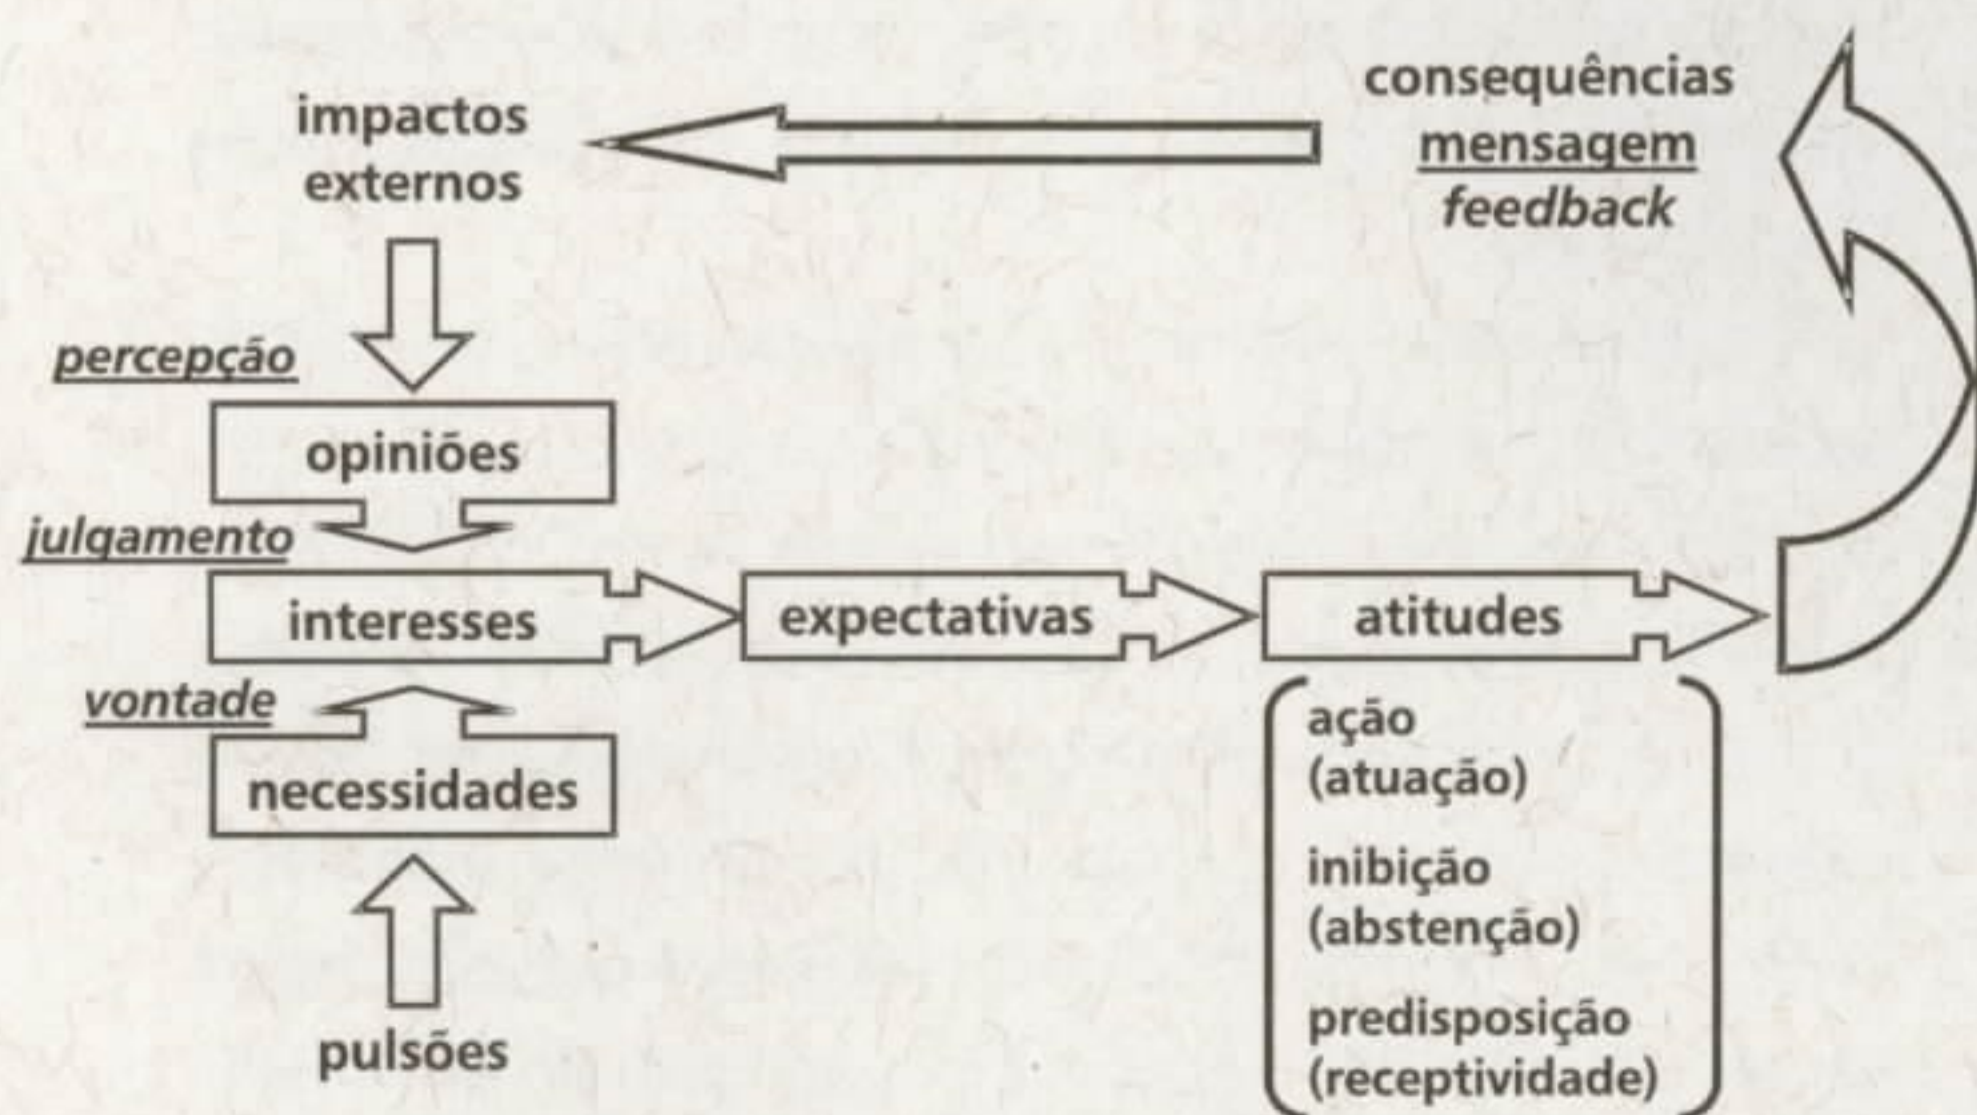 impactos
externos
consequências
mensagem
feedback
percepção
opiniões
julgamento
interesses
expectativas
atitudes
vontade
necessidades
pulsões
ação
(atuação)
inibição
(abstenção)
predisposição
(receptividade)